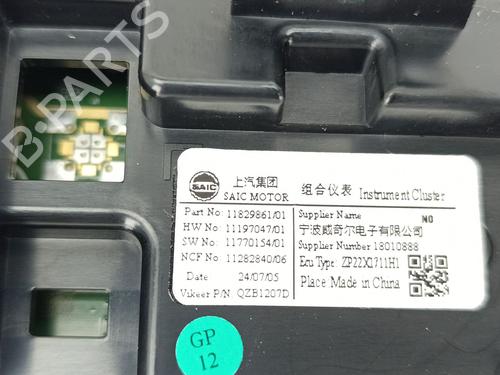 B-PARTS
SAIC
上汽集团
SAIC MOTOR
组合仪表 Instrument Cluster
Part No: 11829861/01
HW No: 11197047/01
SW No: 11770154/01
NCF No: 11282840/06
Date 24/07/05
Vikeer P/N: QZB1207D
Supplier Name N0
宁波威奇尔电子有限公司
Supplier Number 18010888
Ecu Type: ZP22XI711H1
Place Made in China
GP
12